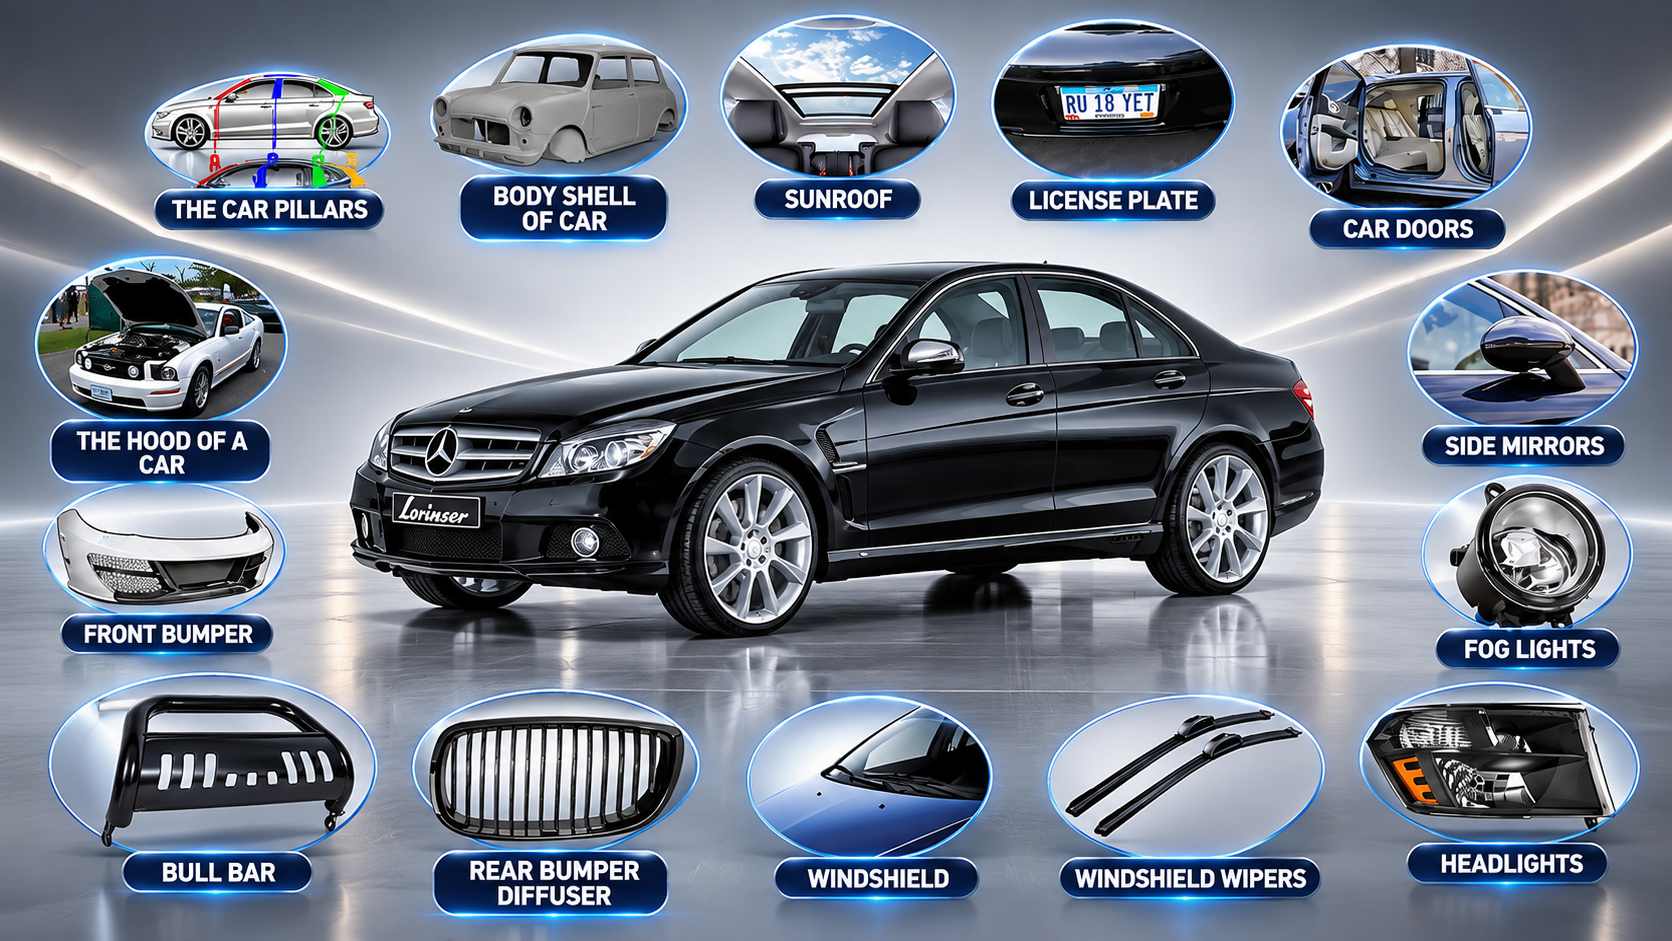 THE CAR PILLARS
BODY SHELL
OF CAR
SUNROOF
RU 18 YET
LICENSE PLATE
CAR DOORS
THE HOOD OF A
CAR
SIDE MIRRORS
Lorinser
FRONT BUMPER
FOG LIGHTS
BULL BAR
REAR BUMPER
DIFFUSER
WINDSHIELD
WINDSHIELD WIPERS
HEADLIGHTS